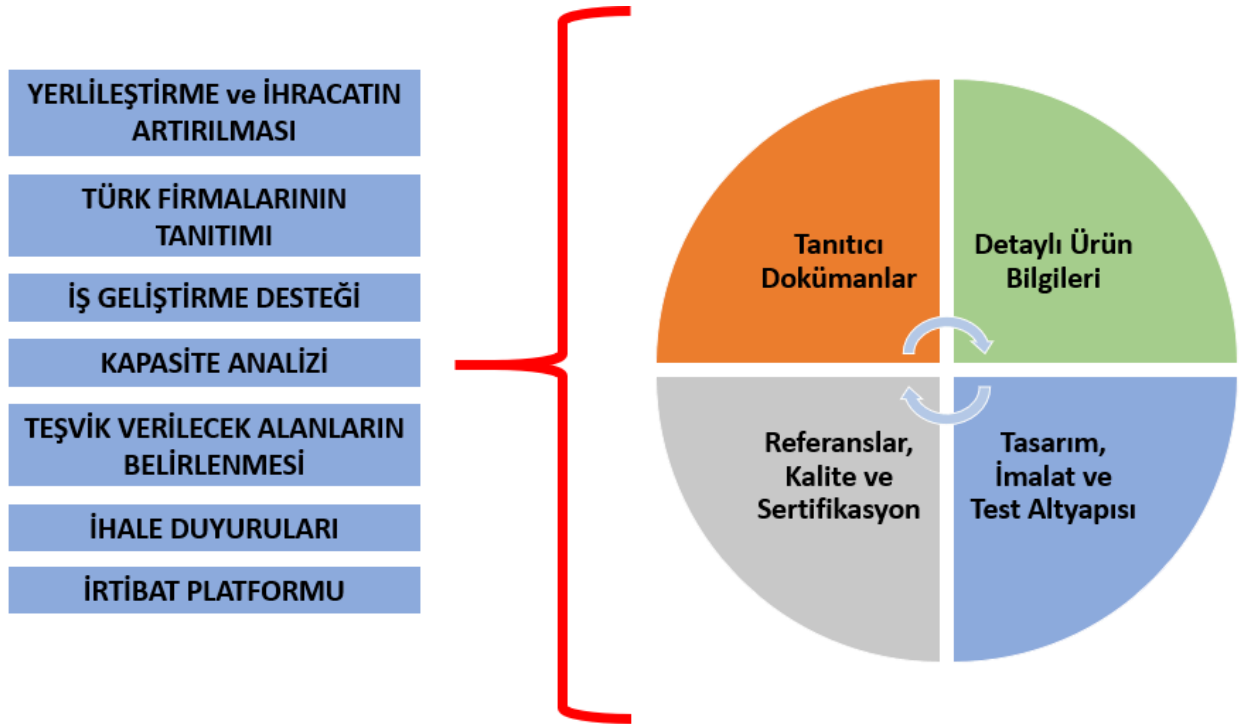 YERLİLEŞTİRME ve İHRACATIN
ARTIRILMASI
TÜRK FİRMALARININ
TANITIMI
İŞ GELİŞTİRME DESTEĞİ
KAPASİTE ANALİZİ
TEŞVİK VERİLECEK ALANLARIN
BELİRLENMESİ
İHALE DUYURULARI
İRTİBAT PLATFORMU
Tanıtıcı
Dokümanlar
Detaylı Ürün
Bilgileri
Referanslar,
Kalite ve
Sertifikasyon
Tasarım,
İmalat ve
Test Altyapısı